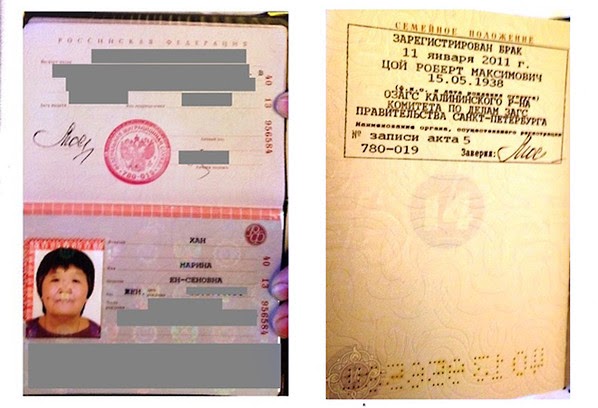 РОССИЙСКАЯ ФЕДЕРАЦИЯ
40 13 956584
780-019
ХАН
МАРИНА
ЕН-СЕНОВНА
ЖЕН.
40 13 956584
СЕМЕЙНОЕ ПОЛОЖЕНИЕ
ЗАРЕГИСТРИРОВАН БРАК
11 января 2011 г.
ЦОЙ РОБЕРТ МАКСИМОВИЧ
15.05.1938
ОЗАГС КАЛИНИНСКОГО Р-НА
КОМИТЕТА ПО ДЕЛАМ ЗАГС
ПРАВИТЕЛЬСТВА САНКТ-ПЕТЕРБУРГА
Наименование органа, осуществившего регистрацию
№ записи акта 5
780-019 Заверил:
14